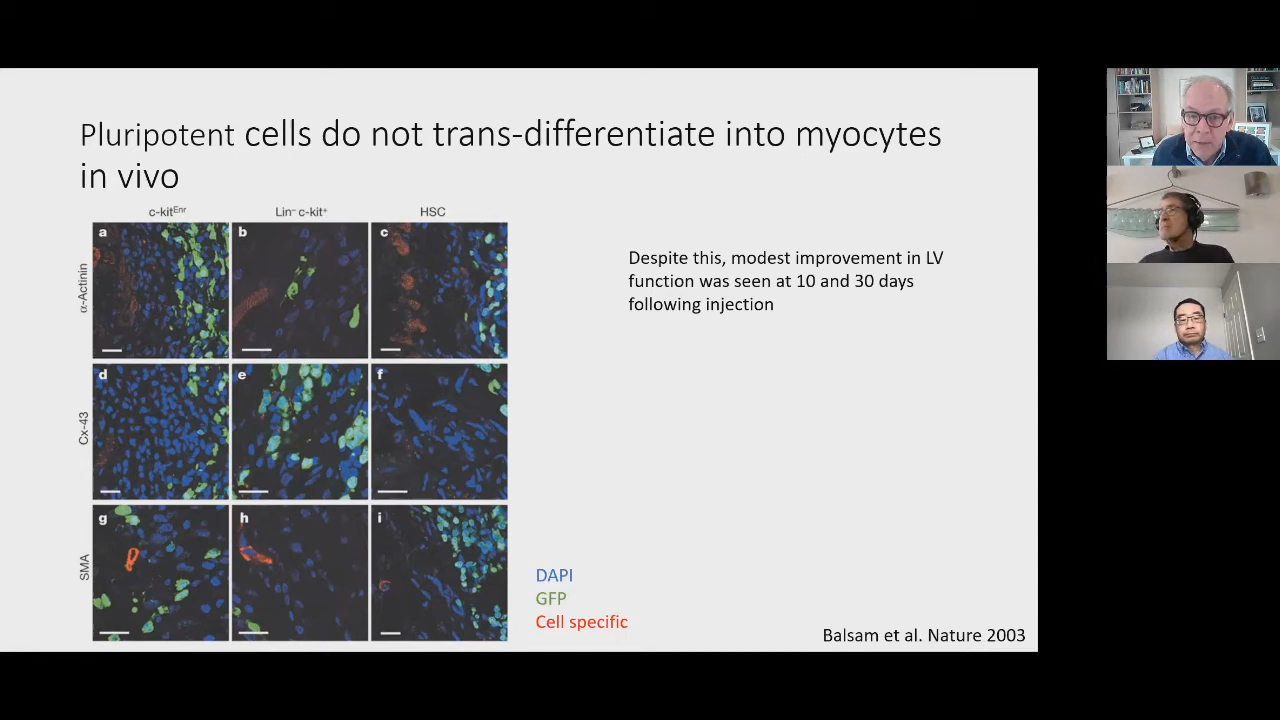 Pluripotent cells do not trans-differentiate into myocytes
in vivo
c-kitEnr
Lin– c-kit+
HSC
α-Actinin
a
b
c
Cx-43
d
e
f
SMA
g
h
i
Despite this, modest improvement in LV
function was seen at 10 and 30 days
following injection
DAPI
GFP
Cell specific
Balsam et al. Nature 2003